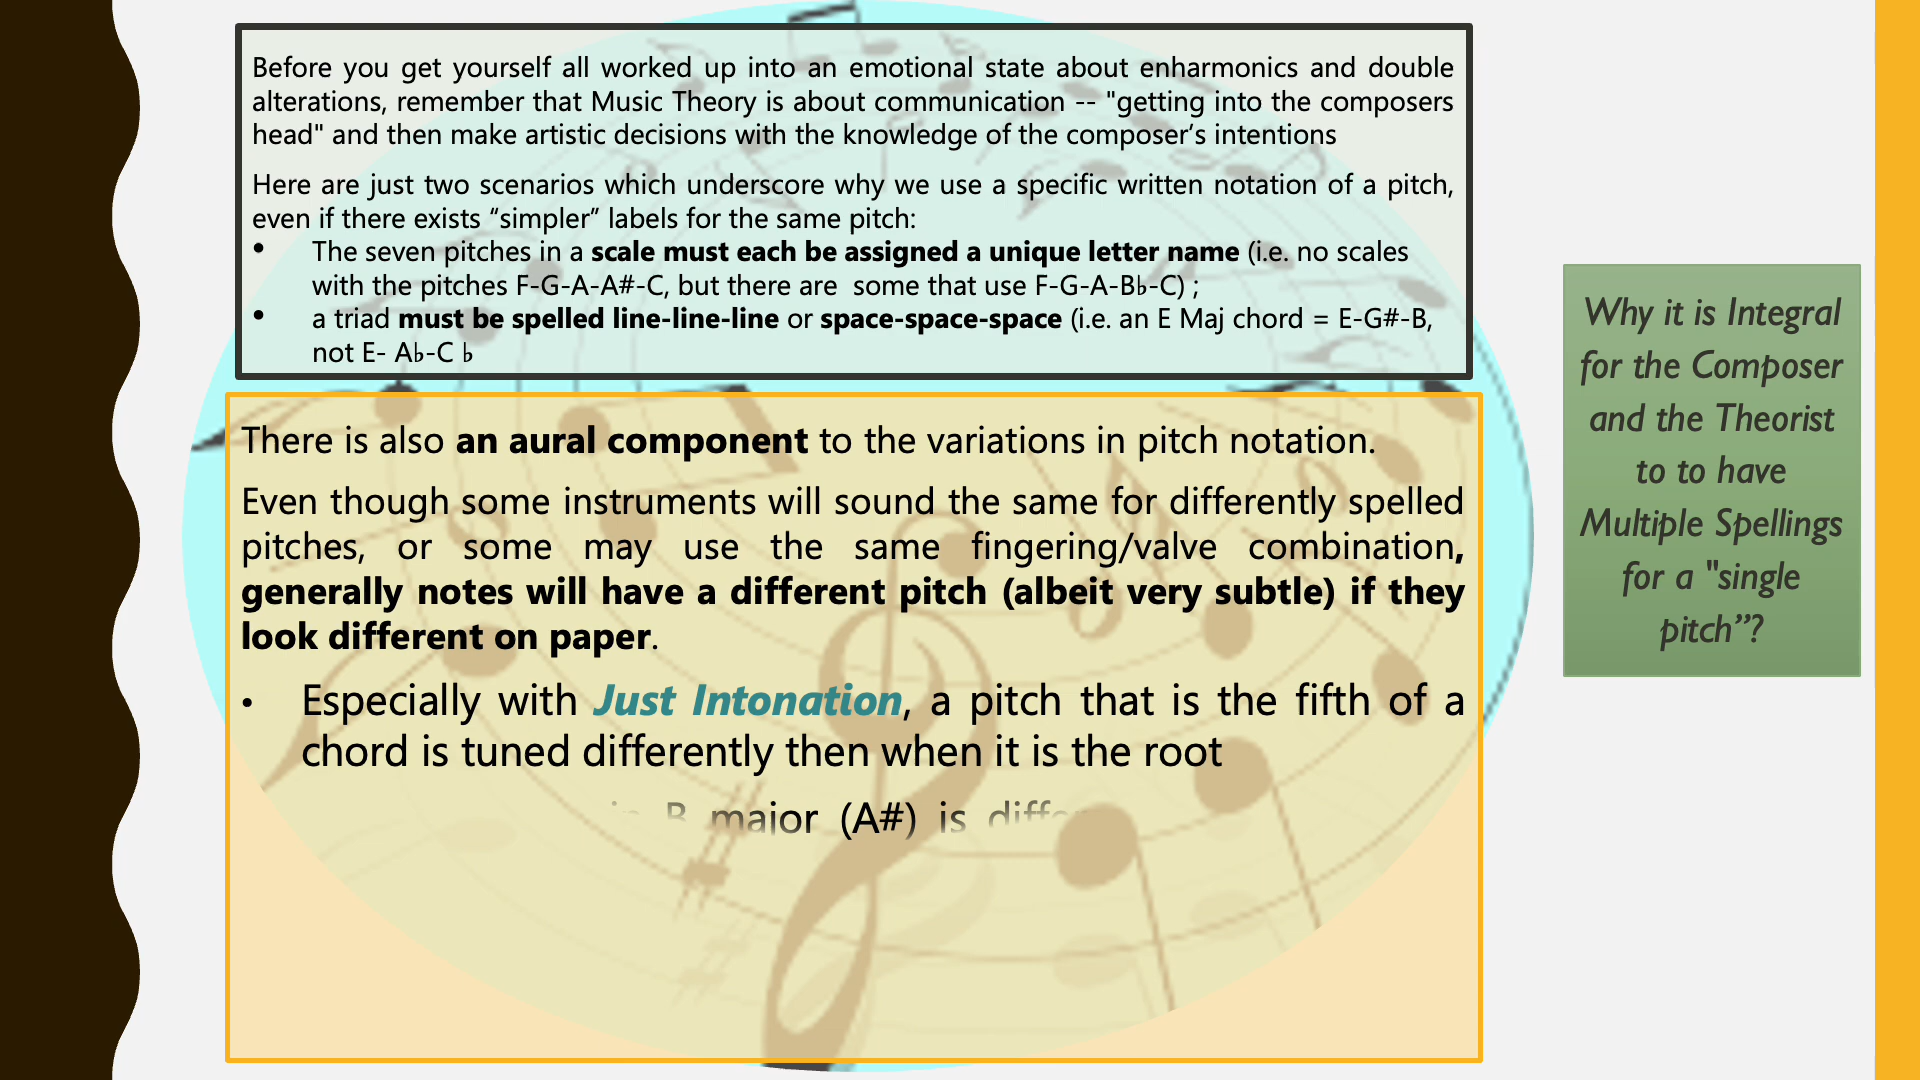 Before you get yourself all worked up into an emotional state about enharmonics and double
alterations, remember that Music Theory is about communication -- "getting into the composers
head" and then make artistic decisions with the knowledge of the composer’s intentions
Here are just two scenarios which underscore why we use a specific written notation of a pitch,
even if there exists “simpler” labels for the same pitch:
• The seven pitches in a scale must each be assigned a unique letter name (i.e. no scales
with the pitches F-G-A-A#-C, but there are some that use F-G-A-B♭-C) ;
• a triad must be spelled line-line-line or space-space-space (i.e. an E Maj chord = E-G#-B,
not E- A♭-C ♭
There is also an aural component to the variations in pitch notation.
Even though some instruments will sound the same for differently spelled
pitches, or some may use the same fingering/valve combination,
generally notes will have a different pitch (albeit very subtle) if they
look different on paper.
• Especially with Just Intonation, a pitch that is the fifth of a
chord is tuned differently then when it is the root
in B major (A#) is
Why it is Integral
for the Composer
and the Theorist
to to have
Multiple Spellings
for a "single
pitch”?